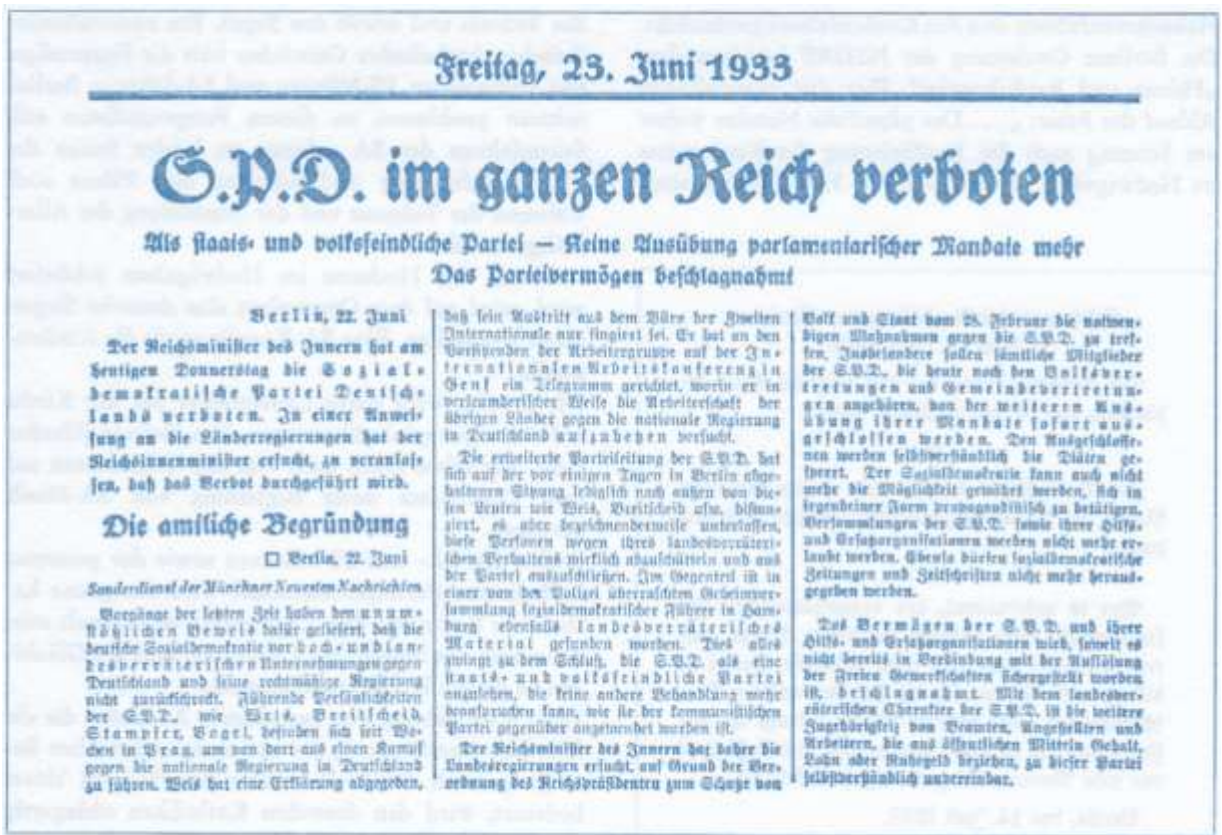 Freitag, 23. Juni 1933
S.P.D. im ganzen Reich verboten
Als staats- und volksfeindliche Partei — Keine Ausübung parlamentarischer Mandate mehr
Das Parteivermögen beschlagnahmt
Berlin, 22. Juni
Der Reichsminister des Innern hat am
heutigen Donnerstag die Sozial-
demokratische Partei Deutsch-
lands verboten. In einer Anwei-
sung an die Länderregierungen hat der
Reichsinnenminister ersucht, zu veranlas-
sen, daß das Verbot durchgeführt wird.
Die amtliche Begründung
□ Berlin, 22. Juni
Sonderdienst der Münchner Neuesten Nachrichten
Vorgänge der letzten Zeit haben den unum-
stößlichen Beweis dafür geliefert, daß die
deutsche Sozialdemokratie vor hoch- und lan-
desverräterischen Unternehmungen gegen
Deutschland und seine rechtmäßige Regierung
nicht zurückschreckt. Führende Persönlichkeiten
der S.P.D. wie Wels, Breitscheid,
Stampfer, Vogel, befinden sich seit Wo-
chen in Prag, um von dort aus einen Kampf
gegen die nationale Regierung in Deutschland
zu führen. Wels hat eine Erklärung abgegeben,
daß sein Austritt aus dem Büro der Zweiten
Internationale nur fingiert sei. Er hat an den
Vorsitzenden der Arbeitergruppe auf der In-
ternationalen Arbeitskonferenz in
Genf ein Telegramm gerichtet, worin er in
verleumderischer Weise die Arbeiterschaft der
übrigen Länder gegen die nationale Regierung
in Deutschland aufzuhetzen versucht.
Die erweiterte Parteileitung der S.P.D. hat
sich auf der vor einigen Tagen in Berlin abge-
haltenen Sitzung lediglich nach außen von die-
sen Leuten wie Wels, Breitscheid usw. distan-
ziert, es aber bezeichnenderweise unterlassen,
diese Personen wegen ihres landesverräteri-
schen Verhaltens wirklich abzuschütteln und aus
der Partei auszuschließen. Im Gegenteil ist in
einer von der Polizei überraschten Geheimver-
sammlung sozialdemokratischer Führer in Ham-
burg ebenfalls landesverräterisches
Material gefunden worden. Dies alles
zwingt zu dem Schluß, die S.P.D. als eine
staats- und volksfeindliche Partei
anzusehen, die keine andere Behandlung mehr
beanspruchen kann, wie sie der kommunistischen
Partei gegenüber angewendet worden ist.
Der Reichsminister des Innern hat daher die
Landesregierungen ersucht, auf Grund der Ver-
ordnung des Reichspräsidenten zum Schutze von
Volk und Staat vom 28. Februar die notwen-
digen Maßnahmen gegen die S.P.D. zu tref-
fen. Insbesondere sollen sämtliche Mitglieder
der S.P.D., die heute noch den Volksver-
tretungen und Gemeindevertretun-
gen angehören, von der weiteren Aus-
übung ihrer Mandate sofort aus-
geschlossen werden. Den Ausgeschlosse-
nen werden selbstverständlich die Diäten ge-
sperrt. Der Sozialdemokratie kann auch nicht
mehr die Möglichkeit gewährt werden, sich in
irgendeiner Form propagandistisch zu betätigen.
Versammlungen der S.P.D. sowie ihrer Hilfs-
und Ersatzorganisationen werden nicht mehr er-
laubt werden. Ebenso dürfen sozialdemokratische
Zeitungen und Zeitschriften nicht mehr heraus-
gegeben werden.
Das Vermögen der S.P.D. und ihrer
Hilfs- und Ersatzorganisationen wird, soweit es
nicht bereits in Verbindung mit der Auflösung
der Freien Gewerkschaften sichergestellt worden
ist, beschlagnahmt. Mit dem landesver-
räterischen Charakter der S.P.D. ist die weitere
Zugehörigkeit von Beamten, Angestellten und
Arbeitern, die aus öffentlichen Mitteln Gehalt,
Lohn oder Ruhegeld beziehen, zu dieser Partei
selbstverständlich unvereinbar.